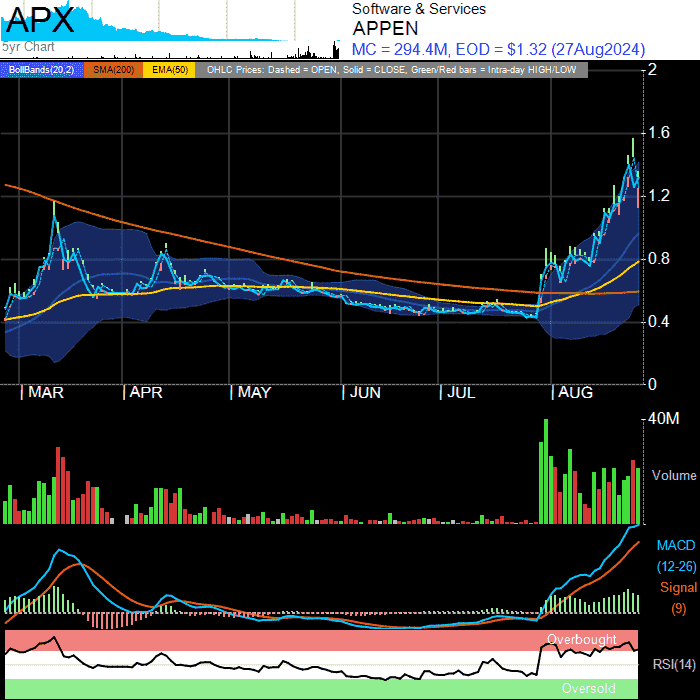 APX
5yr Chart
Software & Services
APPEN
MC = 294.4M, EOD = $1.32 (27Aug2024)
BollBands(20,2) SMA(200) EMA(50) OHLC Prices: Dashed = OPEN, Solid = CLOSE, Green/Red bars = Intra-day HIGH/LOW
2
1.6
1.2
0.8
0.4
0
| MAR | APR | MAY | JUN | JUL | AUG
40M
Volume
MACD
(12-26)
Signal
(9)
Overbought
RSI(14)
Oversold